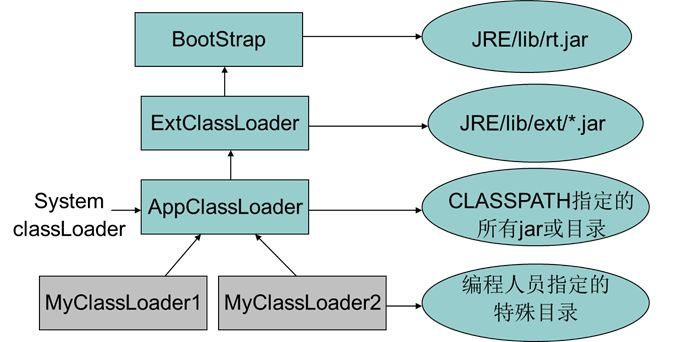 BootStrap
JRE/lib/rt.jar
ExtClassLoader
JRE/lib/ext/*.jar
System
classLoader
AppClassLoader
CLASSPATH指定的
所有jar或目录
MyClassLoader1
MyClassLoader2
编程人员指定的
特殊目录